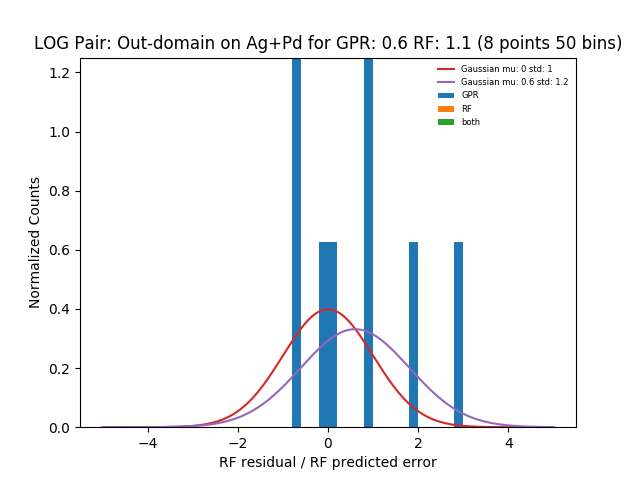 LOG Pair: Out-domain on Ag+Pd for GPR: 0.6 RF: 1.1 (8 points 50 bins)
Gaussian mu: 0 std: 1
Gaussian mu: 0.6 std: 1.2
GPR
RF
both
Normalized Counts
1.2
1.0
0.8
0.6
0.4
0.2
0.0
−4 −2 0 2 4
RF residual / RF predicted error